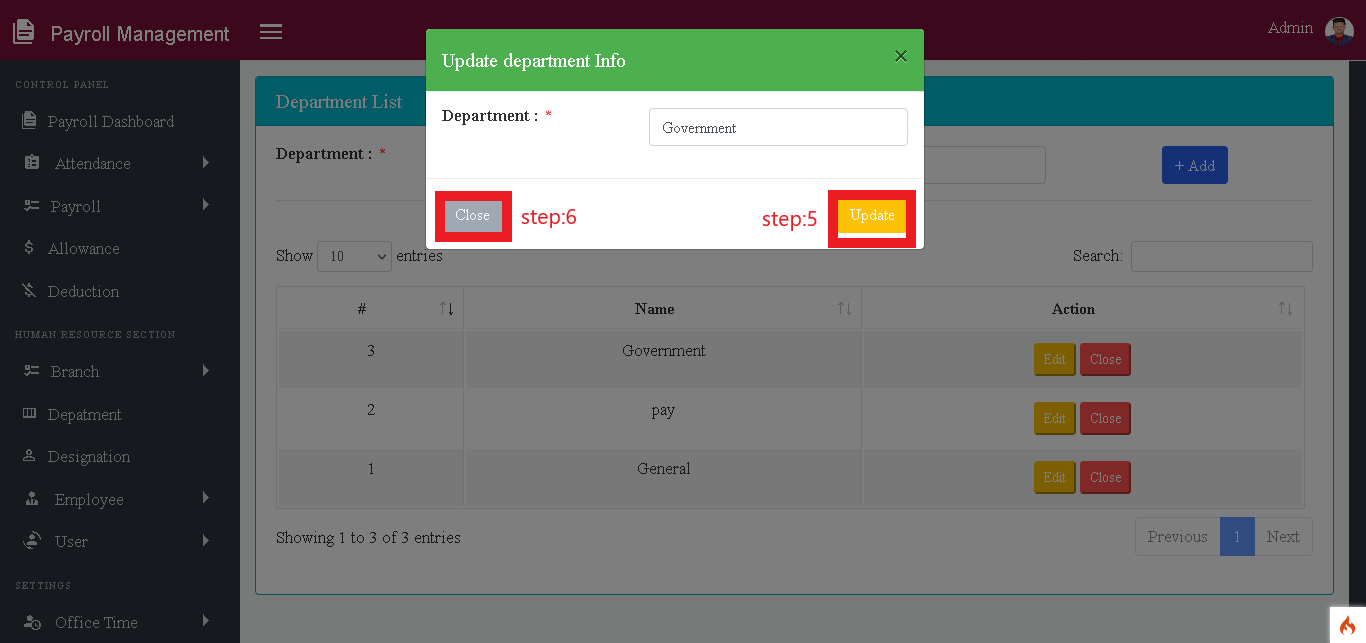 Payroll Management
Admin
CONTROL PANEL
Payroll Dashboard
Attendance
Payroll
Allowance
Deduction
HUMAN RESOURCE SECTION
Branch
Depatment
Designation
Employee
User
SETTINGS
Office Time
Update department Info ×
Department : * Government
Close step:6 step:5 Update
Department List
Department : * + Add
Show 10 entries Search:
# Name Action
3 Government Edit Close
2 pay Edit Close
1 General Edit Close
Showing 1 to 3 of 3 entries Previous 1 Next